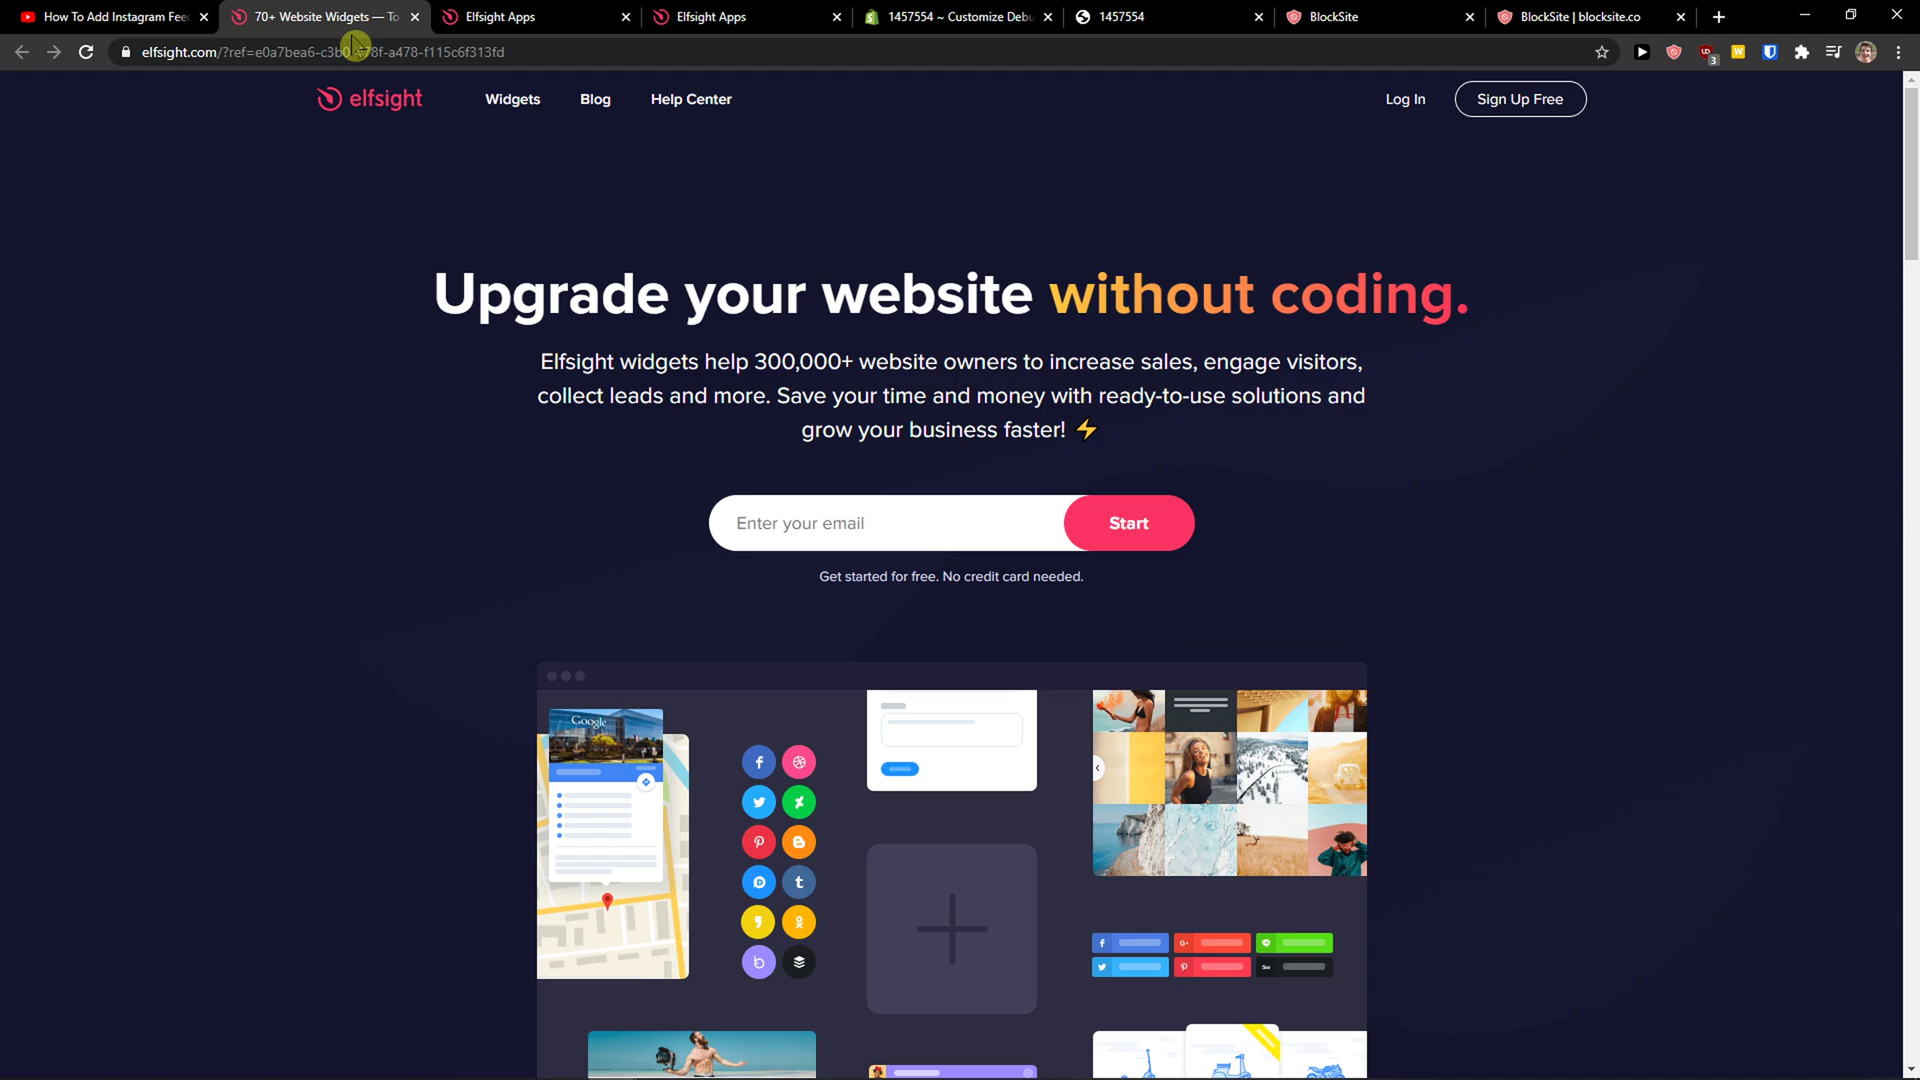 How To Add Instagram Fee
70+ Website Widgets — To
Elfsight Apps
Elfsight Apps
1457554 ~ Customize Debu
1457554
BlockSite
BlockSite | blocksite.co
elfsight.com/?ref=e0a7bea6-c3b0- 78f-a478-f115c6f313fd
3
elfsight
Widgets
Blog
Help Center
Log In
Sign Up Free
Upgrade your website without coding.
Elfsight widgets help 300,000+ website owners to increase sales, engage visitors,
collect leads and more. Save your time and money with ready-to-use solutions and
grow your business faster! ⚡
Enter your email
Start
Get started for free. No credit card needed.
Google